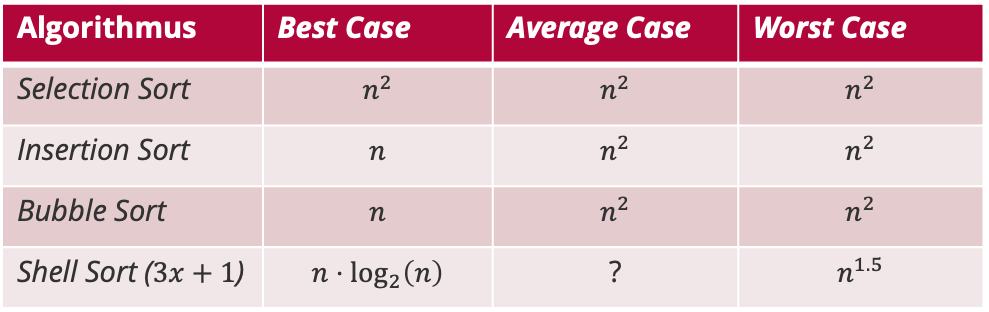 Algorithmus Best Case Average Case Worst Case
Selection Sort n² n² n²
Insertion Sort n n² n²
Bubble Sort n n² n²
Shell Sort (3x + 1) n · log₂(n) ? n¹·⁵